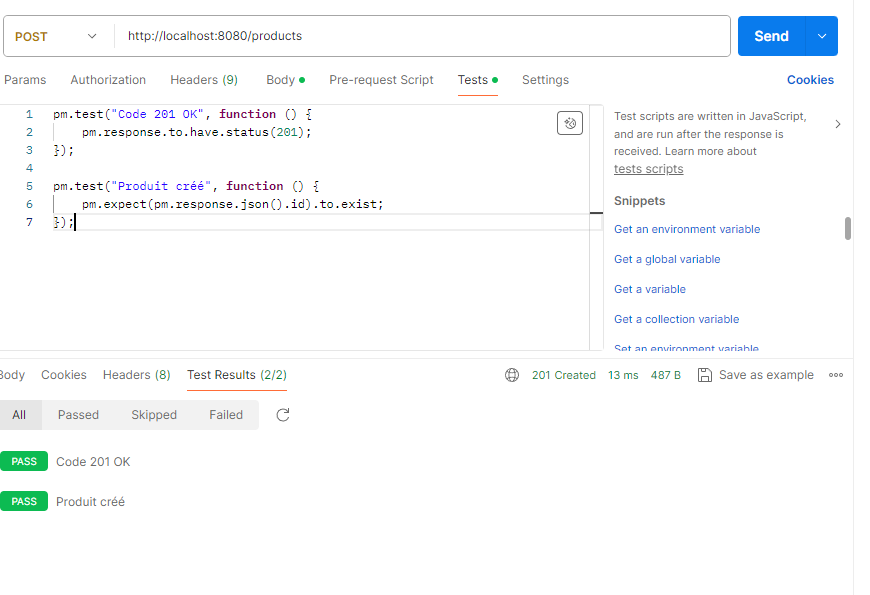 POST http://localhost:8080/products Send
Params Authorization Headers (9) Body Pre-request Script Tests Settings Cookies
1 pm.test("Code 201 OK", function () {
2 pm.response.to.have.status(201);
3 });
4
5 pm.test("Produit créé", function () {
6 pm.expect(pm.response.json().id).to.exist;
7 });
Test scripts are written in JavaScript,
and are run after the response is
received. Learn more about
tests scripts
Snippets
Get an environment variable
Get a global variable
Get a variable
Get a collection variable
Set an environment variable
Body Cookies Headers (8) Test Results (2/2) 201 Created 13 ms 487 B Save as example
All Passed Skipped Failed
PASS Code 201 OK
PASS Produit créé